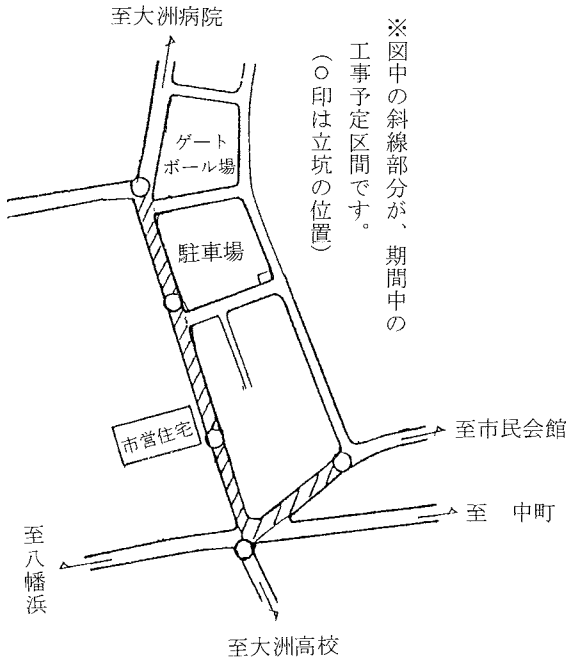 至大洲病院
※図中の斜線部分が、期間中の
工事予定区間です。
(○印は立坑の位置)
ゲート
ボール場
駐車場
市営住宅
至市民会館
至　中町
至八幡浜
至大洲高校